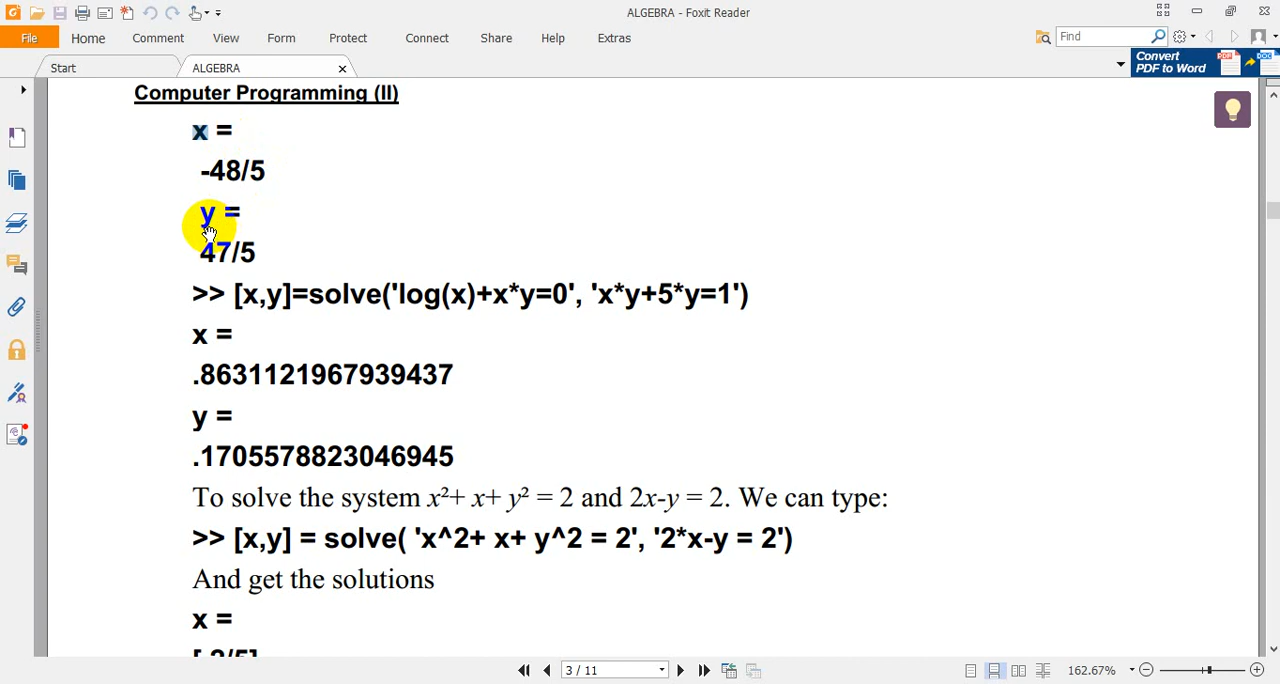 ALGEBRA - Foxit Reader
File Home Comment View Form Protect Connect Share Help Extras Find
Start ALGEBRA
Convert PDF to Word
Computer Programming (II)
x =
-48/5
y =
47/5
>> [x,y]=solve('log(x)+x*y=0', 'x*y+5*y=1')
x =
.8631121967939437
y =
.1705578823046945
To solve the system x²+ x+ y² = 2 and 2x-y = 2. We can type:
>> [x,y] = solve( 'x^2+ x+ y^2 = 2', '2*x-y = 2')
And get the solutions
x =
[-2/5]
3 / 11 162.67%